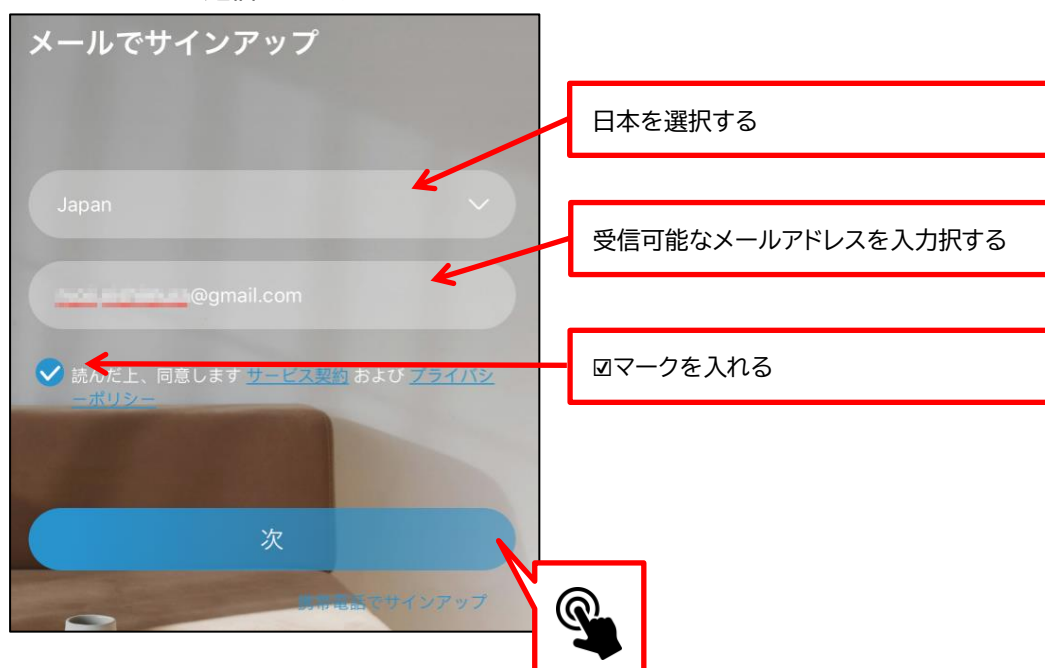 メールでサインアップ
日本を選択する
Japan
受信可能なメールアドレスを入力択する
@gmail.com
☑マークを入れる
読んだ上、同意します サービス契約 および プライバシ
ーポリシー
次
携帯電話でサインアップ